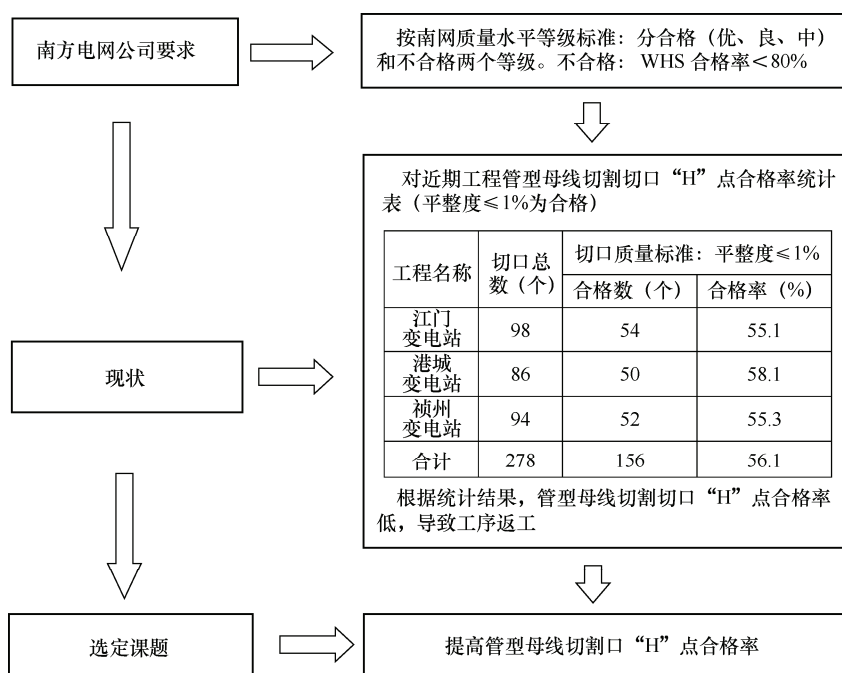 南方电网公司要求
按南网质量水平等级标准：分合格（优、良、中）
和不合格两个等级。不合格： WHS 合格率＜80%
对近期工程管型母线切割切口“H”点合格率统计
表（平整度≤1%为合格）
工程名称
切口总
数（个）
切口质量标准：平整度≤1%
合格数（个）
合格率（%）
江门
变电站
98
54
55.1
港城
变电站
86
50
58.1
祯州
变电站
94
52
55.3
合计
278
156
56.1
现状
根据统计结果，管型母线切割切口“H”点合格率
低，导致工序返工
选定课题
提高管型母线切割口“H”点合格率